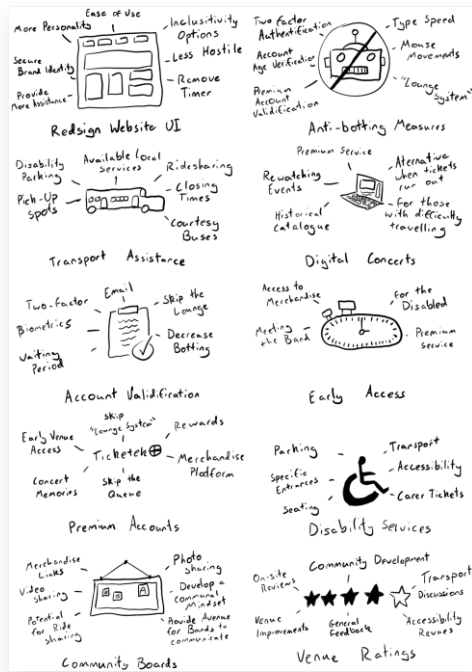 Ease of Use
More Personality
Inclusitivity
Options
Secure
Brand Identity
Less Hostile
Provide
More Assistance
Remove
Timer
Redsign Website UI
Two Factor
Authentification
Type Speed
Account
Age Verification
Mouse
Movements
Premium
Account
Validification
"Lounge
System"
Anti-botting Measures
Disability
Parking
Available Local
Services
Ridesharing
Pick-Up
Spots
Closing
Times
Courtesy
Buses
Transport Assistance
Premium Service
Rewatching
Events
Aternative
when tickets
run out
Historical
Catalogue
For those
with difficulty
travelling
Digital Concerts
Two-Factor
Email
Skip the
Lounge
Biometrics
Waiting
Period
Decrease
Botting
Account Validification
Access to
Merchandise
For the
Disabled
Meeting
the Band
Premium
Service
Early Access
Skip
"Lounge System"
Early Venue
Access
Rewards
Ticketek
Concert
Memories
Skip the
Queue
Merchandise
Platform
Premium Accounts
Parking
Transport
Specific
Entrances
Accessibility
Seating
Carer Tickets
Disability Services
Merchandise
Links
Photo
Sharing
Video
Sharing
A
Develop a
communal
Mindset
Potential
for Ride
sharing
Provide Avenue
for Bands to
communicate
Community Boards
Community Development
On-site
Reviews
Transport
Discussions
Venue
Improvements
General
Feedback
Accessibility
Revues
Venue Ratings